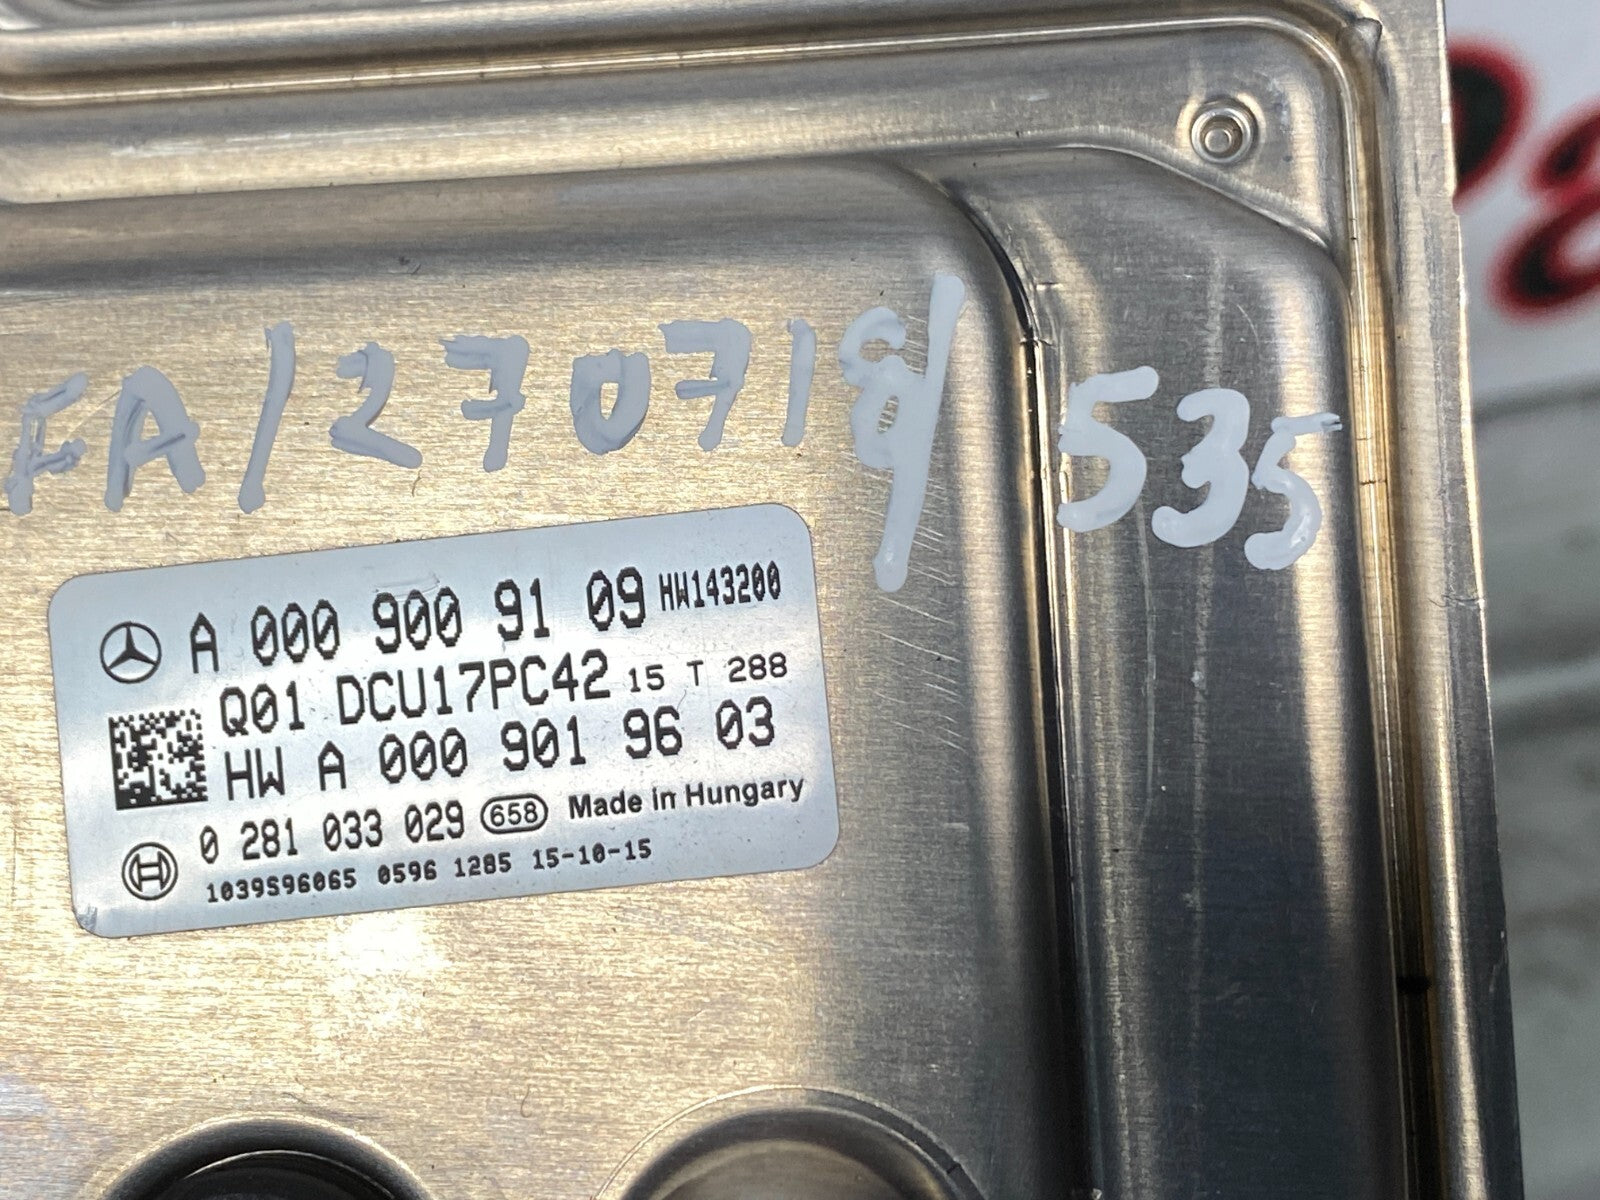 FA/270718/ 535
A 000 900 91 09 HW143200
Q01 DCU17PC42 15 T 288
HW A 000 901 96 03
0 281 033 029 658 Made in Hungary
1039S96065 0596 1285 15-10-15